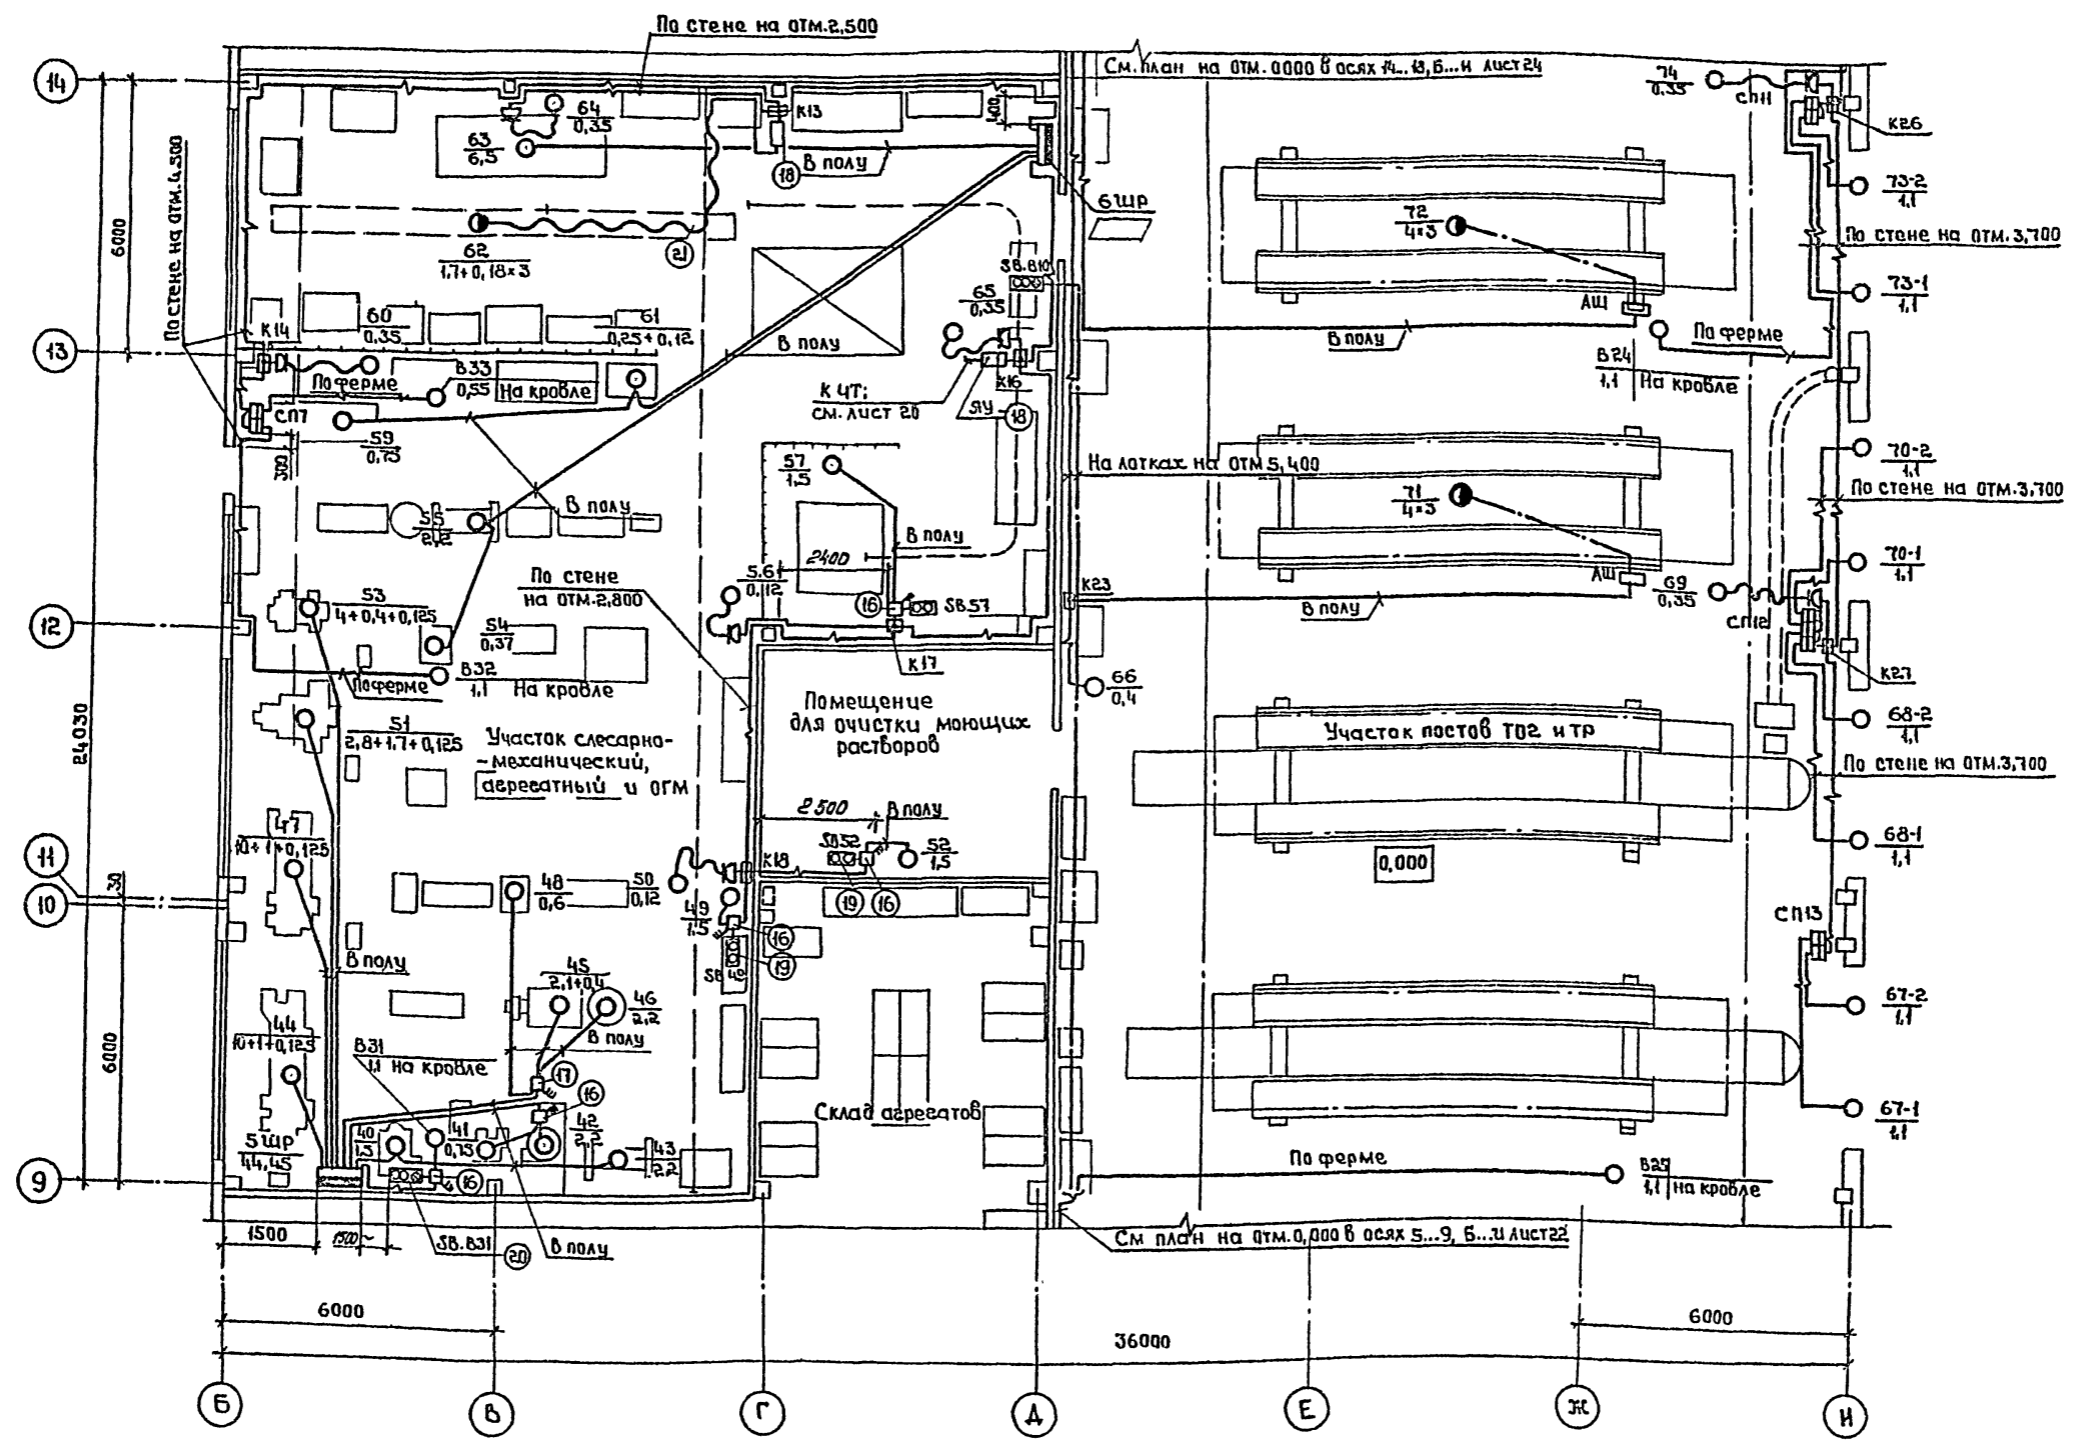 По стене на отм.2,500
См. план на отм. 0000 в осях 14...13, Б...И лист 24
14
74
0,35
СП11
К26
64
0,35
К13
400
63
6,5
В полу
18
6ШР
73-2
1,1
По стене на отм.4.500
6000
72
4×3
По стене на отм. 3,700
62
1,7+0,18×3
21
SB.В10
65
0,55
АШ
73-1
1,1
К14
60
0,35
61
0,25+0,12
В полу
В полу
По ферме
13
По ферме
В33
0,55
На кровле
К16
В24
1,1
На кровле
К ЧТ;
см. лист 20
ЯУ
18
СП7
59
0,75
300
57
1,5
На лотках на отм 5,400
70-2
1,1
71
4×3
По стене на отм. 3,700
55
2,2
В полу
В полу
2400
По стене
на отм.2,800
5.6
0,12
К23
АШ
69
0,35
70-1
1,1
53
4+0,4+0,125
16
SB.57
В полу
СП12
12
54
0,37
К17
К27
В32
1,1
На кровле
По ферме
66
0,4
Помещение
для очистки моющих
растворов
68-2
1,1
24030
51
2,8+1,7+0,125
Участок слесарно-
-механический,
агрегатный и ОГМ
Участок постов ТО2 и ТР
По стене на отм.3,700
2500
В полу
47
10+1+0,125
SB52
52
1,5
68-1
1,1
11
30
К18
0,000
10
48
0,6
50
0,12
49
1,5
19
16
СП13
16
19
В полу
45
2,1+0,4
46
2,2
67-2
1,1
44
10+1+0,125
В полу
6000
В31
1,1 на кровле
17
16
Склад агрегатов
67-1
1,1
5ШР
40
41
0,75
42
2,2
43
2,2
По ферме
9
16
В25
1,1
на кровле
1500
1500
SB.В31
20
В полу
См план на отм.0,000 в осях 5...9, Б...И лист22
6000
6000
36000
Б
В
Г
Д
Е
Ж
И